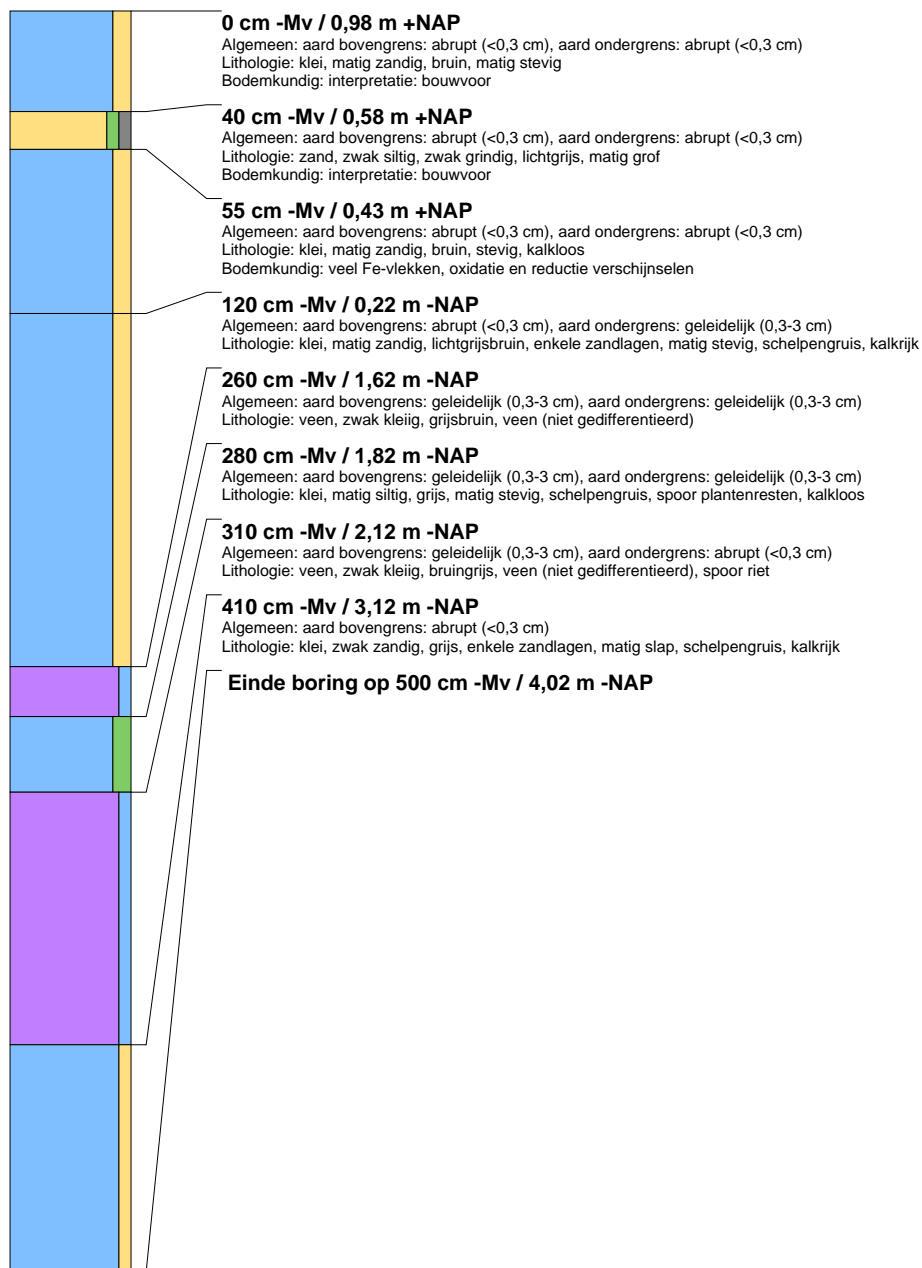 0 cm -Mv / 0,98 m +NAP
Algemeen: aard bovengrens: abrupt (<0,3 cm), aard ondergrens: abrupt (<0,3 cm)
Lithologie: klei, matig zandig, bruin, matig stevig
Bodemkundig: interpretatie: bouwvoor
40 cm -Mv / 0,58 m +NAP
Algemeen: aard bovengrens: abrupt (<0,3 cm), aard ondergrens: abrupt (<0,3 cm)
Lithologie: zand, zwak siltig, zwak grindig, lichtgrijs, matig grof
Bodemkundig: interpretatie: bouwvoor
55 cm -Mv / 0,43 m +NAP
Algemeen: aard bovengrens: abrupt (<0,3 cm), aard ondergrens: abrupt (<0,3 cm)
Lithologie: klei, matig zandig, bruin, stevig, kalkloos
Bodemkundig: veel Fe-vlekken, oxidatie en reductie verschijnselen
120 cm -Mv / 0,22 m -NAP
Algemeen: aard bovengrens: abrupt (<0,3 cm), aard ondergrens: geleidelijk (0,3-3 cm)
Lithologie: klei, matig zandig, lichtgrijsbruin, enkele zandlagen, matig stevig, schelpengruis, kalkrijk
260 cm -Mv / 1,62 m -NAP
Algemeen: aard bovengrens: geleidelijk (0,3-3 cm), aard ondergrens: geleidelijk (0,3-3 cm)
Lithologie: veen, zwak kleiig, grijsbruin, veen (niet gedifferentieerd)
280 cm -Mv / 1,82 m -NAP
Algemeen: aard bovengrens: geleidelijk (0,3-3 cm), aard ondergrens: geleidelijk (0,3-3 cm)
Lithologie: klei, matig siltig, grijs, matig stevig, schelpengruis, spoor plantenresten, kalkloos
310 cm -Mv / 2,12 m -NAP
Algemeen: aard bovengrens: geleidelijk (0,3-3 cm), aard ondergrens: abrupt (<0,3 cm)
Lithologie: veen, zwak kleiig, bruingrijs, veen (niet gedifferentieerd), spoor riet
410 cm -Mv / 3,12 m -NAP
Algemeen: aard bovengrens: abrupt (<0,3 cm)
Lithologie: klei, zwak zandig, grijs, enkele zandlagen, matig slap, schelpengruis, kalkrijk
Einde boring op 500 cm -Mv / 4,02 m -NAP